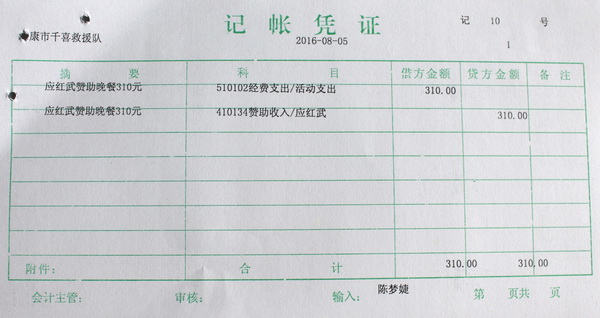 记帐凭证
记 10 号
康市千喜救援队
2016-08-05
1
摘要 科目 借方金额 贷方金额 备注
应红武赞助晚餐310元 510102经费支出/活动支出 310.00
应红武赞助晚餐310元 410134赞助收入/应红武 310.00
附件： 合计 310.00 310.00
会计主管： 审核： 输入： 陈梦婕 第 页共 页